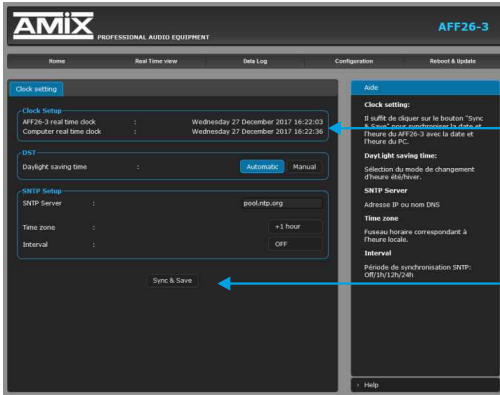 AMIX PROFESSIONAL AUDIO EQUIPMENT
AFF26-3
Home Real Time view Data Log Configuration Reboot & Update
Clock setting
Clock Setup
AFF26-3 real time clock : Wednesday 27 December 2017 16:22:03
Computer real time clock : Wednesday 27 December 2017 16:22:36
DST
Daylight saving time : Automatic Manual
SNTP Setup
SNTP Server : pool.ntp.org
Time zone : +1 hour
Interval : OFF
Sync & Save
Aide
Clock setting:
Il suffit de cliquer sur le bouton "Sync
& Save" pour synchroniser la date et
l'heure du AFF26-3 avec la date et
l'heure du PC.
DayLight saving time:
Sélection du mode de changement
d'heure été/hiver.
SNTP Server
Adresse IP ou nom DNS
Time zone
Fuseau horaire correspondant à
l'heure locale.
Interval
Période de synchronisation SNTP:
Off/1h/12h/24h
› Help